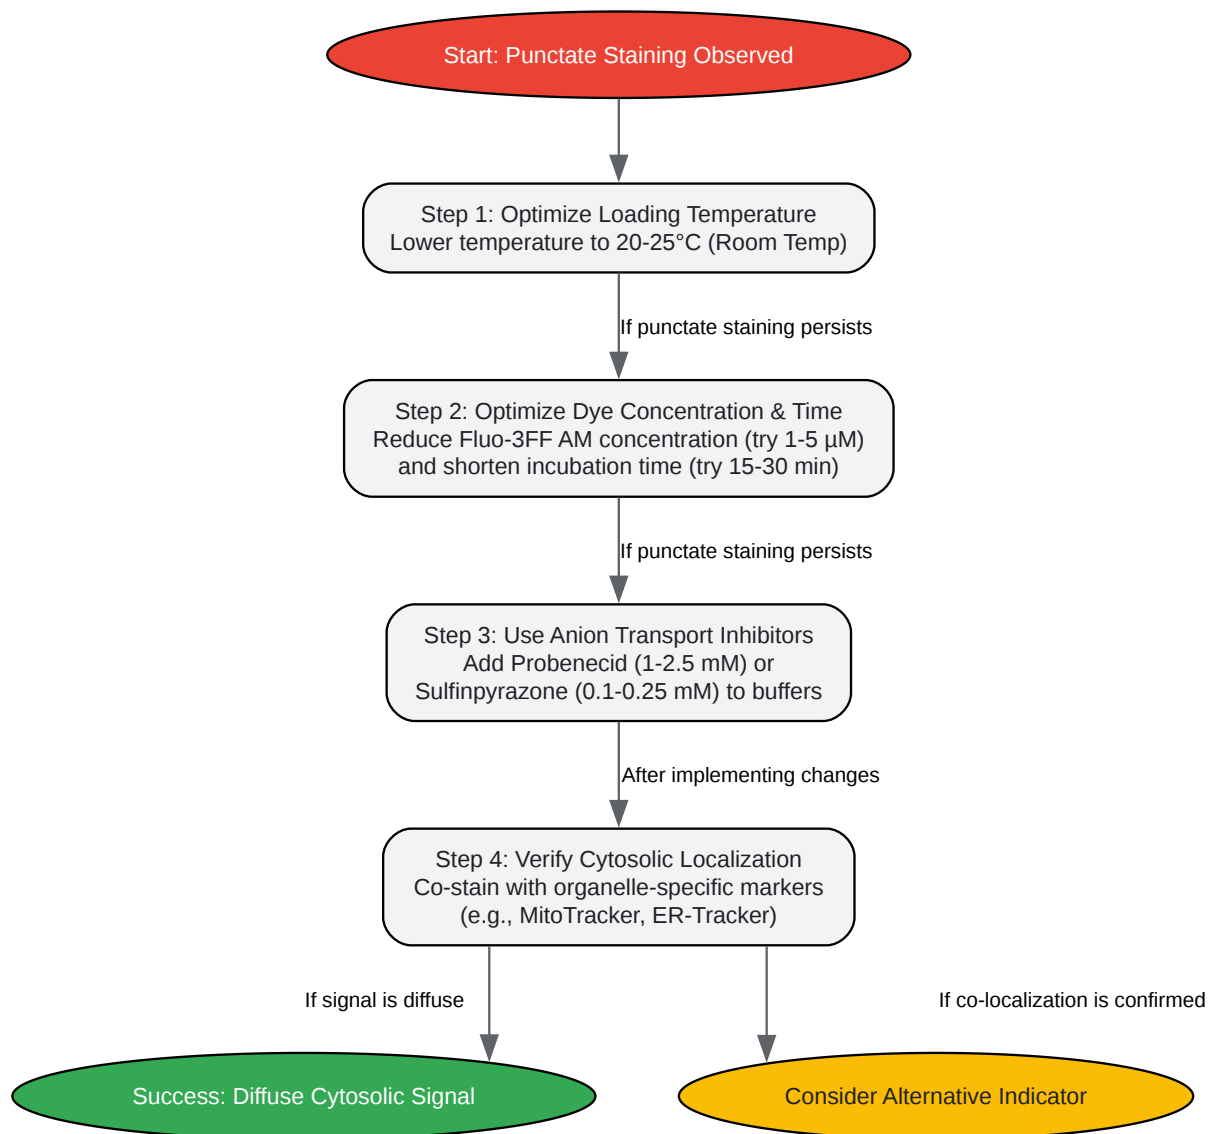 Start: Punctate Staining Observed
Step 1: Optimize Loading Temperature
Lower temperature to 20-25°C (Room Temp)
If punctate staining persists
Step 2: Optimize Dye Concentration & Time
Reduce Fluo-3FF AM concentration (try 1-5 µM)
and shorten incubation time (try 15-30 min)
If punctate staining persists
Step 3: Use Anion Transport Inhibitors
Add Probenecid (1-2.5 mM) or
Sulfinpyrazone (0.1-0.25 mM) to buffers
After implementing changes
Step 4: Verify Cytosolic Localization
Co-stain with organelle-specific markers
(e.g., MitoTracker, ER-Tracker)
If signal is diffuse
If co-localization is confirmed
Success: Diffuse Cytosolic Signal
Consider Alternative Indicator